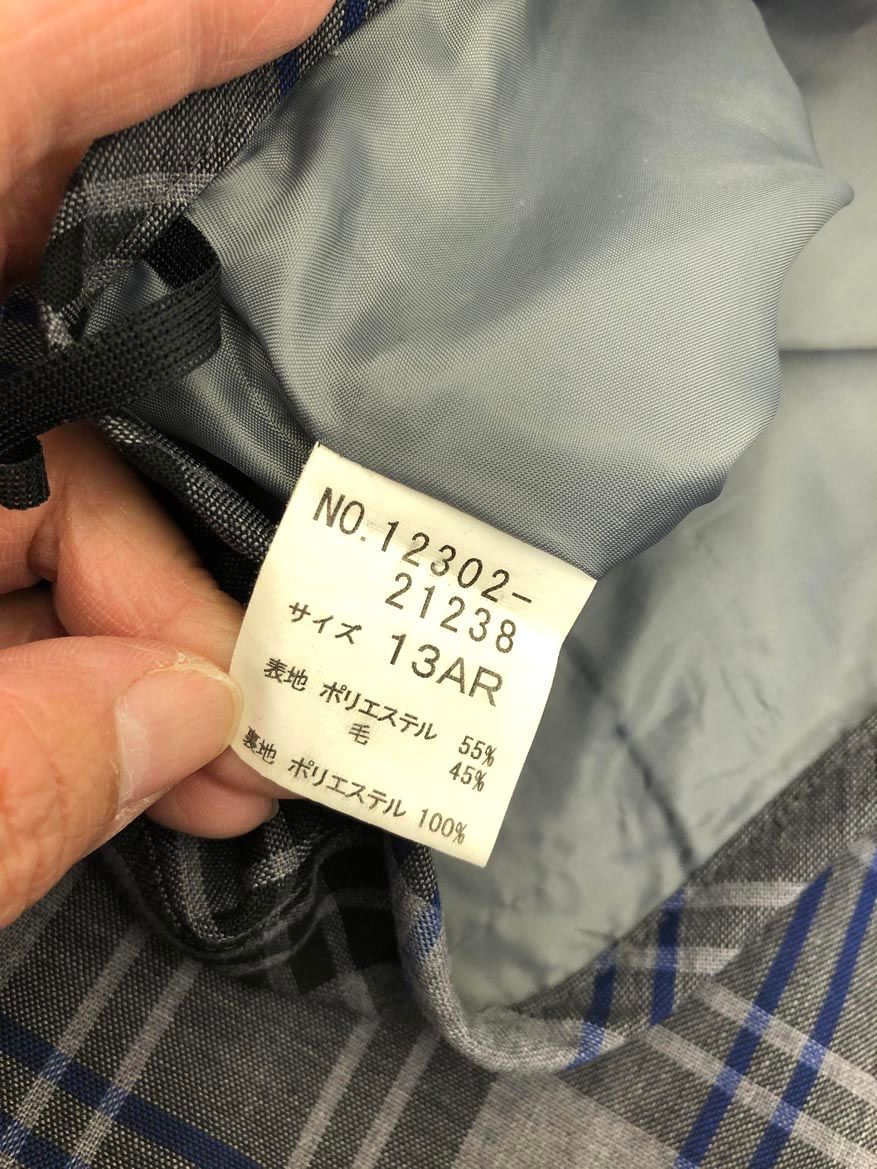 NO.12302-
21238
サイズ 13AR
表地 ポリエステル 55%
毛 45%
裏地 ポリエステル 100%